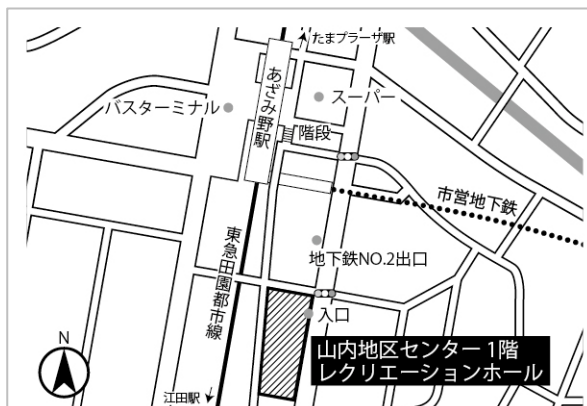 たまプラーザ駅
あざみ野駅
スーパー
バスターミナル
階段
市営地下鉄
東急田園都市線
地下鉄NO.2出口
入口
N
山内地区センター 1階
レクリエーションホール
江田駅